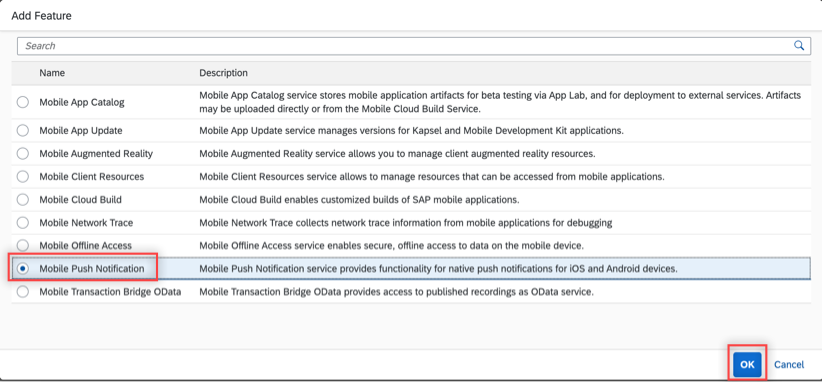 Add Feature
Search
Name Description
Mobile App Catalog Mobile App Catalog service stores mobile application artifacts for beta testing via App Lab, and for deployment to external services. Artifacts
may be uploaded directly or from the Mobile Cloud Build Service.
Mobile App Update Mobile App Update service manages versions for Kapsel and Mobile Development Kit applications.
Mobile Augmented Reality Mobile Augmented Reality service allows you to manage client augmented reality resources.
Mobile Client Resources Mobile Client Resources service allows to manage resources that can be accessed from mobile applications.
Mobile Cloud Build Mobile Cloud Build enables customized builds of SAP mobile applications.
Mobile Network Trace Mobile Network Trace collects network trace information from mobile applications for debugging
Mobile Offline Access Mobile Offline Access service enables secure, offline access to data on the mobile device.
Mobile Push Notification Mobile Push Notification service provides functionality for native push notifications for iOS and Android devices.
Mobile Transaction Bridge OData Mobile Transaction Bridge OData provides access to published recordings as OData service.
OK Cancel